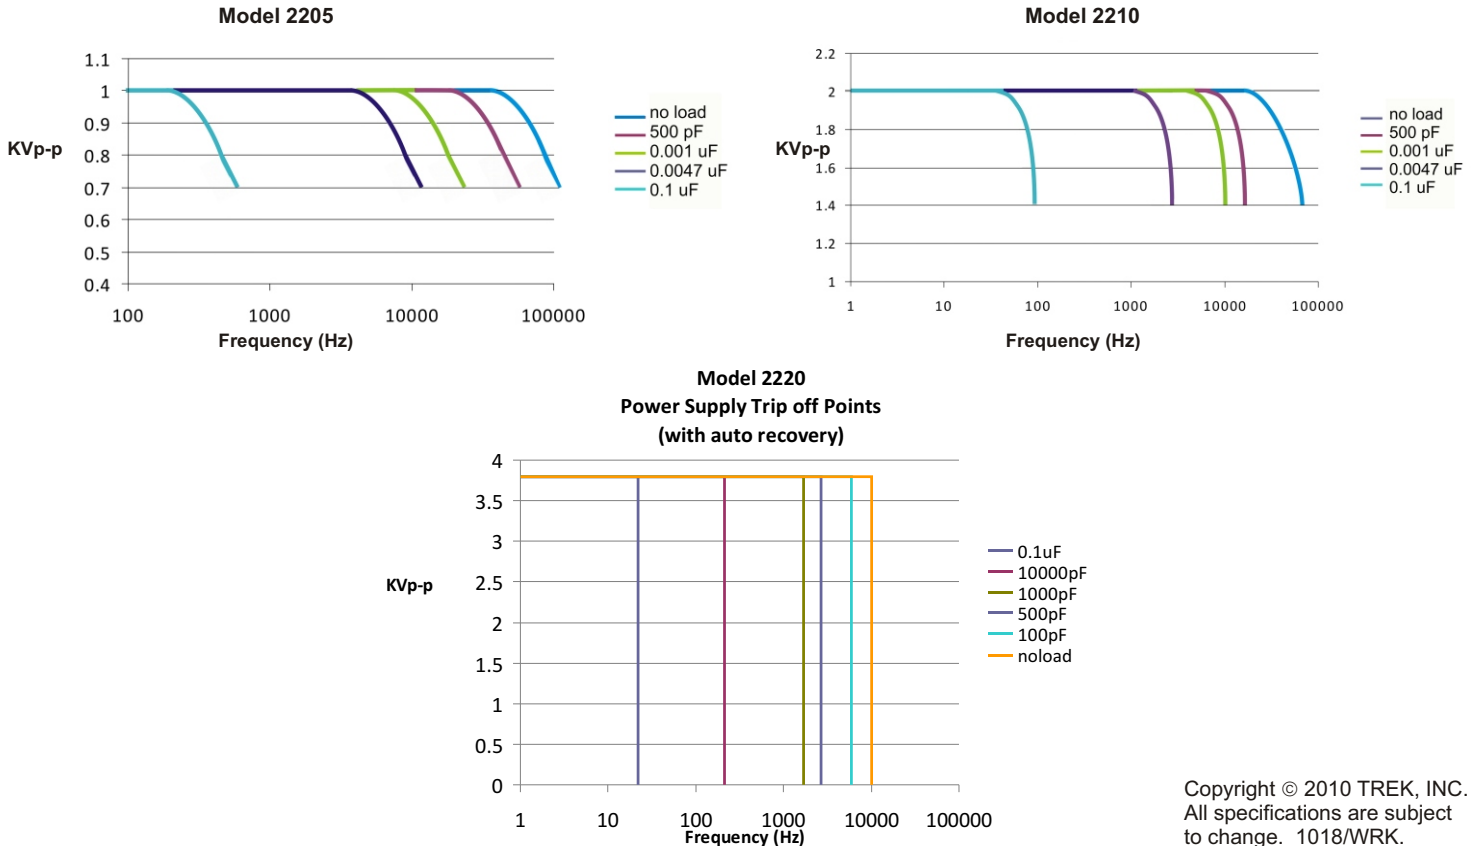 Model 2205
1.1
1
0.9
0.8
0.7
0.6
0.5
0.4
KVp-p
100
1000
10000
100000
Frequency (Hz)
no load
500 pF
0.001 uF
0.0047 uF
0.1 uF
Model 2210
2.2
2
1.8
1.6
1.4
1.2
1
KVp-p
1
10
100
1000
10000
100000
Frequency (Hz)
no load
500 pF
0.001 uF
0.0047 uF
0.1 uF
Model 2220
Power Supply Trip off Points
(with auto recovery)
4
3.5
3
2.5
2
1.5
1
0.5
0
KVp-p
1
10
100
1000
10000
100000
Frequency (Hz)
0.1uF
10000pF
1000pF
500pF
100pF
noload
Copyright © 2010 TREK, INC.
All specifications are subject
to change. 1018/WRK.